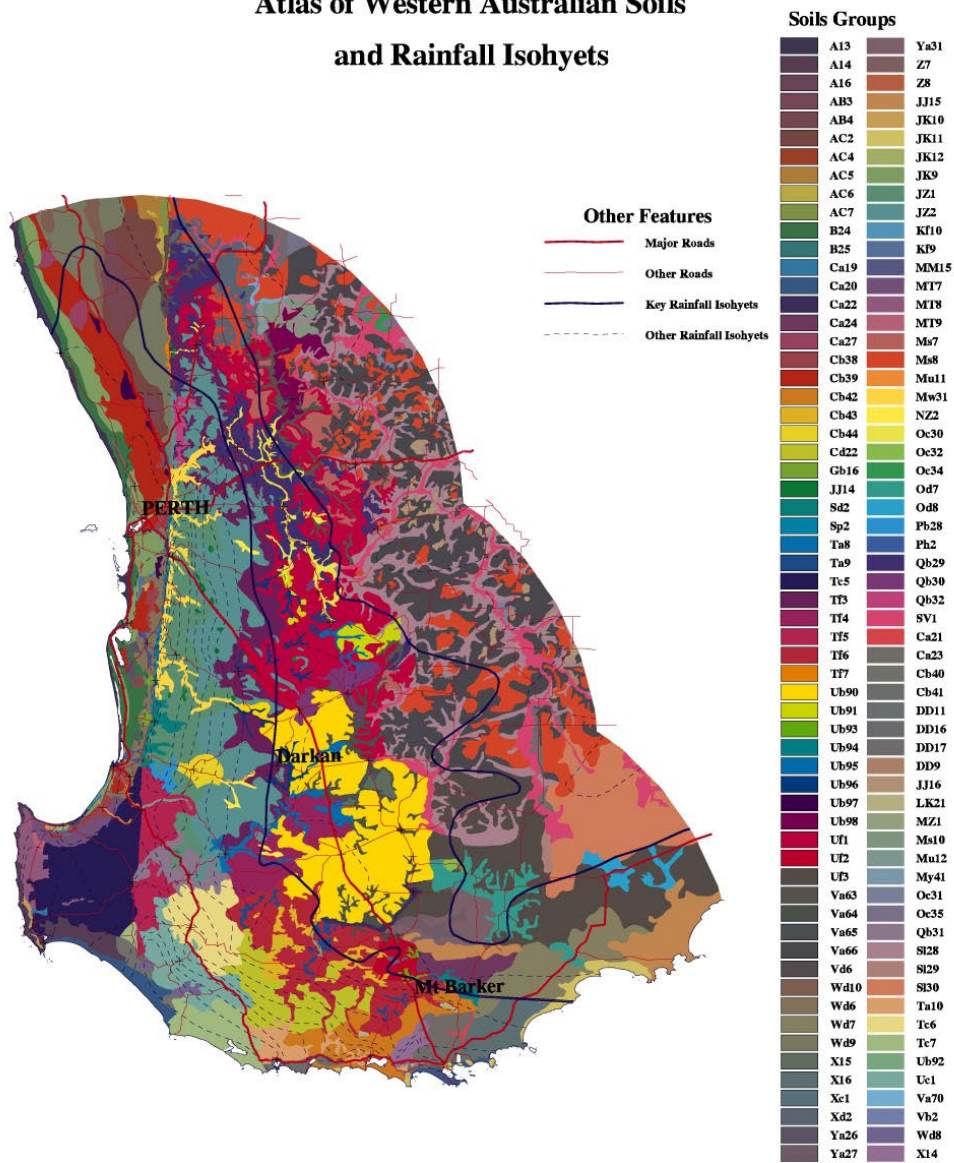 Atlas of Western Australian Soils
and Rainfall Isohyets
Soils Groups
A13 Ya31
A14 Z7
A16 Z8
AB3 JJ15
AB4 JK10
AC2 JK11
AC4 JK12
AC5 JK9
AC6 JZ1
AC7 JZ2
B24 Kf10
B25 Kf9
Ca19 MM15
Ca20 MT7
Ca22 MT8
Ca24 MT9
Ca27 Ms7
Cb38 Ms8
Cb39 Mu11
Cb42 Mw31
Cb43 NZ2
Cb44 Oc30
Cd22 Oc32
Gb16 Oc34
JJ14 Od7
Sd2 Od8
Sp2 Pb28
Ta8 Ph2
Ta9 Qb29
Tc5 Qb30
Tf3 Qb32
Tf4 SV1
Tf5 Ca21
Tf6 Ca23
Tf7 Cb40
Ub90 Cb41
Ub91 DD11
Ub93 DD16
Ub94 DD17
Ub95 DD9
Ub96 JJ16
Ub97 LK21
Ub98 MZ1
Uf1 Ms10
Uf2 Mu12
Uf3 My41
Va63 Oc31
Va64 Oc35
Va65 Qb31
Va66 Sl28
Vd6 Sl29
Wd10 Sl30
Wd6 Ta10
Wd7 Tc6
Wd9 Tc7
X15 Ub92
X16 Uc1
Xc1 Va70
Xd2 Vb2
Ya26 Wd8
Ya27 X14
Other Features
Major Roads
Other Roads
Key Rainfall Isohyets
Other Rainfall Isohyets
PERTH
Darkan
Mt Barker